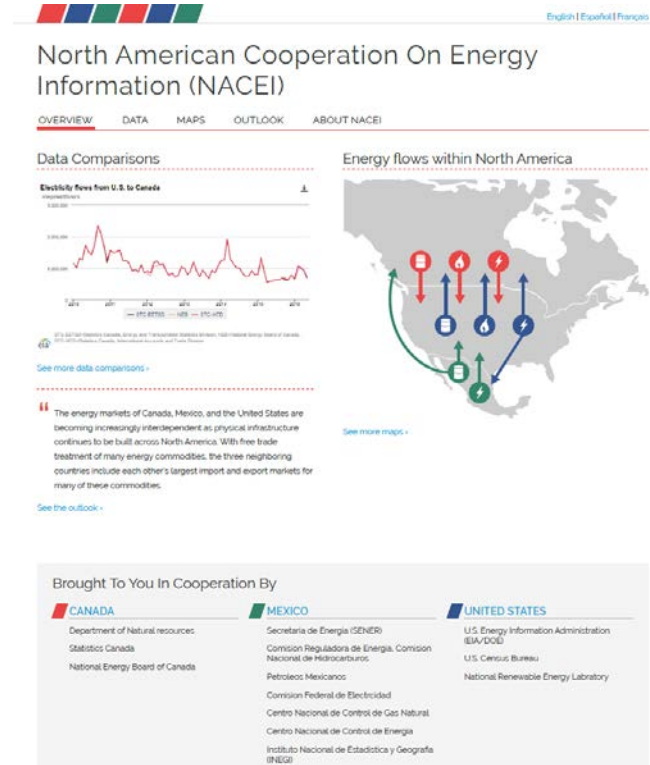 English | Español | Français
North American Cooperation On Energy
Information (NACEI)
OVERVIEW DATA MAPS OUTLOOK ABOUT NACEI
Data Comparisons
Electricity flows from U.S. to Canada
See more data comparisons ›
“ The energy markets of Canada, Mexico, and the United States are
becoming increasingly interdependent as physical infrastructure
continues to be built across North America. With free trade
treatment of many energy commodities, the three neighboring
countries include each other's largest import and export markets for
many of these commodities.
See the outlook ›
Energy flows within North America
See more maps ›
Brought To You In Cooperation By
CANADA
Department of Natural resources
Statistics Canada
National Energy Board of Canada
MEXICO
Secretaria de Energia (SENER)
Comision Reguladora de Energia, Comision
Nacional de Hidrocarburos
Petroleos Mexicanos
Comision Federal de Electrcidad
Centro Nacional de Control de Gas Natural
Centro Nacional de Control de Energia
Instituto Nacional de Estadistica y Geografia
(INEGI)
UNITED STATES
U.S. Energy Information Administration
(EIA/DOE)
U.S. Census Bureau
National Renewable Energy Labratory